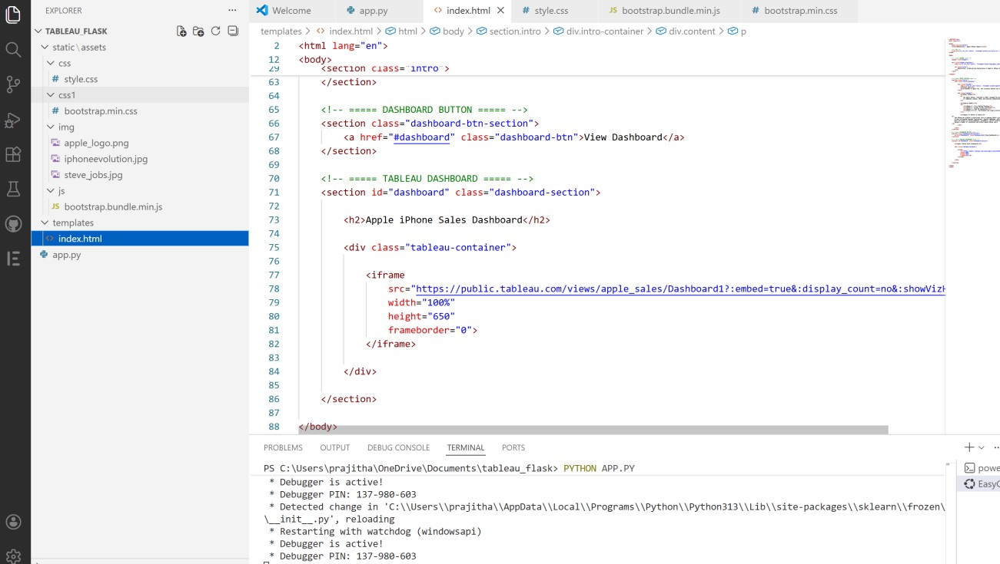 EXPLORER
Welcome
app.py
index.html
style.css
JS bootstrap.bundle.min.js
bootstrap.min.css
TABLEAU_FLASK
templates > index.html > html > body > section.intro > div.intro-container > div.content > p
static\assets
css
# style.css
css1
# bootstrap.min.css
img
apple_logo.png
iphoneevolution.jpg
steve_jobs.jpg
js
JS bootstrap.bundle.min.js
templates
index.html
app.py
2 <html lang="en">
12 <body>
29 <section class="intro">
63 </section>
64
65 <!-- ===== DASHBOARD BUTTON ===== -->
66 <section class="dashboard-btn-section">
67 <a href="#dashboard" class="dashboard-btn">View Dashboard</a>
68 </section>
69
70 <!-- ===== TABLEAU DASHBOARD ===== -->
71 <section id="dashboard" class="dashboard-section">
72
73 <h2>Apple iPhone Sales Dashboard</h2>
74
75 <div class="tableau-container">
76
77 <iframe
78 src="https://public.tableau.com/views/apple_sales/Dashboard1?:embed=true&:display_count=no&:showVizH
79 width="100%"
80 height="650"
81 frameborder="0">
82 </iframe>
83
84 </div>
85
86 </section>
87
88 </body>
PROBLEMS OUTPUT DEBUG CONSOLE TERMINAL PORTS
PS C:\Users\prajitha\OneDrive\Documents\tableau_flask> PYTHON APP.PY
* Debugger is active!
* Debugger PIN: 137-980-603
* Detected change in 'C:\\Users\\prajitha\\AppData\\Local\\Programs\\Python\\Python313\\Lib\\site-packages\\sklearn\\frozen\
\__init__.py', reloading
* Restarting with watchdog (windowsapi)
* Debugger is active!
* Debugger PIN: 137-980-603
powe
EasyC